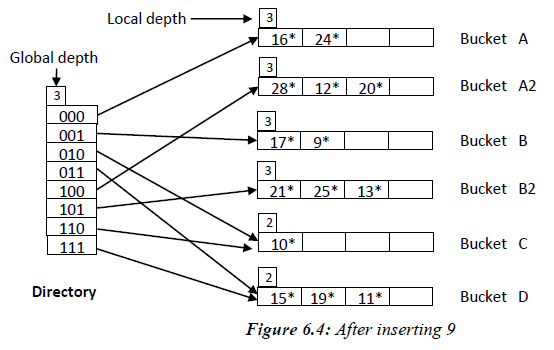 Local depth
3
16* 24*
Bucket A
Global depth
3
28* 12* 20*
Bucket A2
3
000
001
010
011
100
101
110
111
3
17* 9*
Bucket B
3
21* 25* 13*
Bucket B2
2
10*
Bucket C
2
15* 19* 11*
Bucket D
Directory
Figure 6.4: After inserting 9